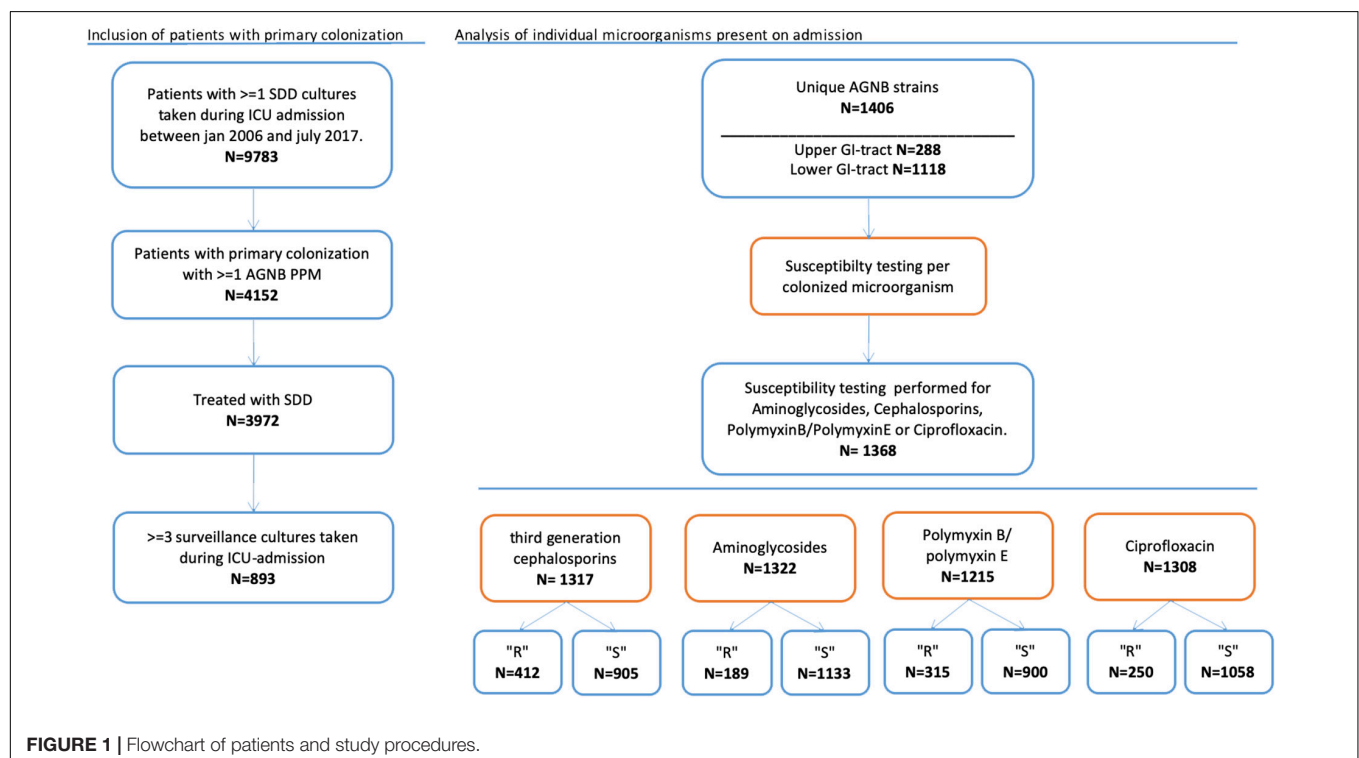 Inclusion of patients with primary colonization
Patients with >=1 SDD cultures
taken during ICU admission
between jan 2006 and july 2017.
N=9783
Patients with primary colonization
with >=1 AGNB PPM
N=4152
Treated with SDD
N=3972
>=3 surveillance cultures taken
during ICU-admission
N=893
Analysis of individual microorganisms present on admission
Unique AGNB strains
N=1406
Upper GI-tract N=288
Lower GI-tract N=1118
Susceptibilty testing per
colonized microorganism
Susceptibility testing performed for
Aminoglycosides, Cephalosporins,
PolymyxinB/PolymyxinE or Ciprofloxacin.
N= 1368
third generation
cephalosporins
N= 1317
"R"
N=412
"S"
N=905
Aminoglycosides
N=1322
"R"
N=189
"S"
N=1133
Polymyxin B/
polymyxin E
N=1215
"R"
N=315
"S"
N=900
Ciprofloxacin
N=1308
"R"
N=250
"S"
N=1058
FIGURE 1 | Flowchart of patients and study procedures.